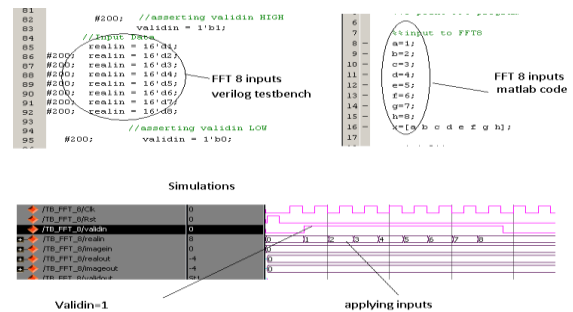 81
82 #200; //asserting validin HIGH
83 validin = 1'b1;
84 //Input Data
85 realin = 16'd1;
86 #200; realin = 16'd2;
87 #200; realin = 16'd3;
88 #200; realin = 16'd4;
89 #200; realin = 16'd5;
90 #200; realin = 16'd6;
91 #200; realin = 16'd7;
92 #200; realin = 16'd8;
93
94 //asserting validin LOW
95 #200; validin = 1'b0;
FFT 8 inputs
verilog testbench
6
7 %%input to FFT8
8 - a=1;
9 - b=2;
10 - c=3;
11 - d=4;
12 - e=5;
13 - f=6;
14 - g=7;
15 - h=8;
16 - x=[a b c d e f g h];
17
FFT 8 inputs
matlab code
Simulations
/TB_FFT_8/Clk 0
/TB_FFT_8/Rst 0
/TB_FFT_8/validin 0
/TB_FFT_8/realin 8 0 1 2 3 4 5 6 7 8
/TB_FFT_8/imagein 0
/TB_FFT_8/realout -4
/TB_FFT_8/imageout -4
/TB_FFT_8/validout St1
Validin=1
applying inputs